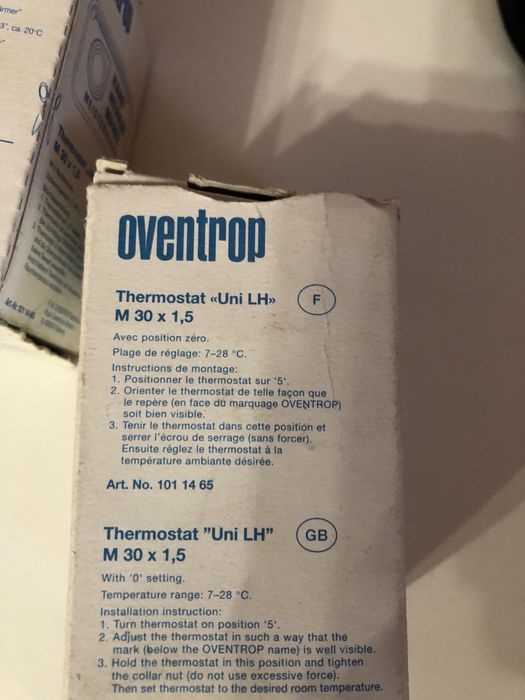 3". ca. 20°C
oventrop
Thermostat «Uni LH» F
M 30 x 1,5
Avec position zéro.
Plage de réglage: 7–28 °C.
Instructions de montage:
1. Positionner le thermostat sur '5'.
2. Orienter le thermostat de telle façon que
le repère (en face du marquage OVENTROP)
soit bien visible.
3. Tenir le thermostat dans cette position et
serrer l'écrou de serrage (sans forcer).
Ensuite réglez le thermostat à la
température ambiante désirée.
Art. No. 101 14 65
Thermostat "Uni LH" GB
M 30 x 1,5
With '0' setting.
Temperature range: 7–28 °C.
Installation instruction:
1. Turn thermostat on position '5'.
2. Adjust the thermostat in such a way that the
mark (below the OVENTROP name) is well visible.
3. Hold the thermostat in this position and tighten
the collar nut (do not use excessive force).
Then set thermostat to the desired room temperature.
M 30 x 1,5